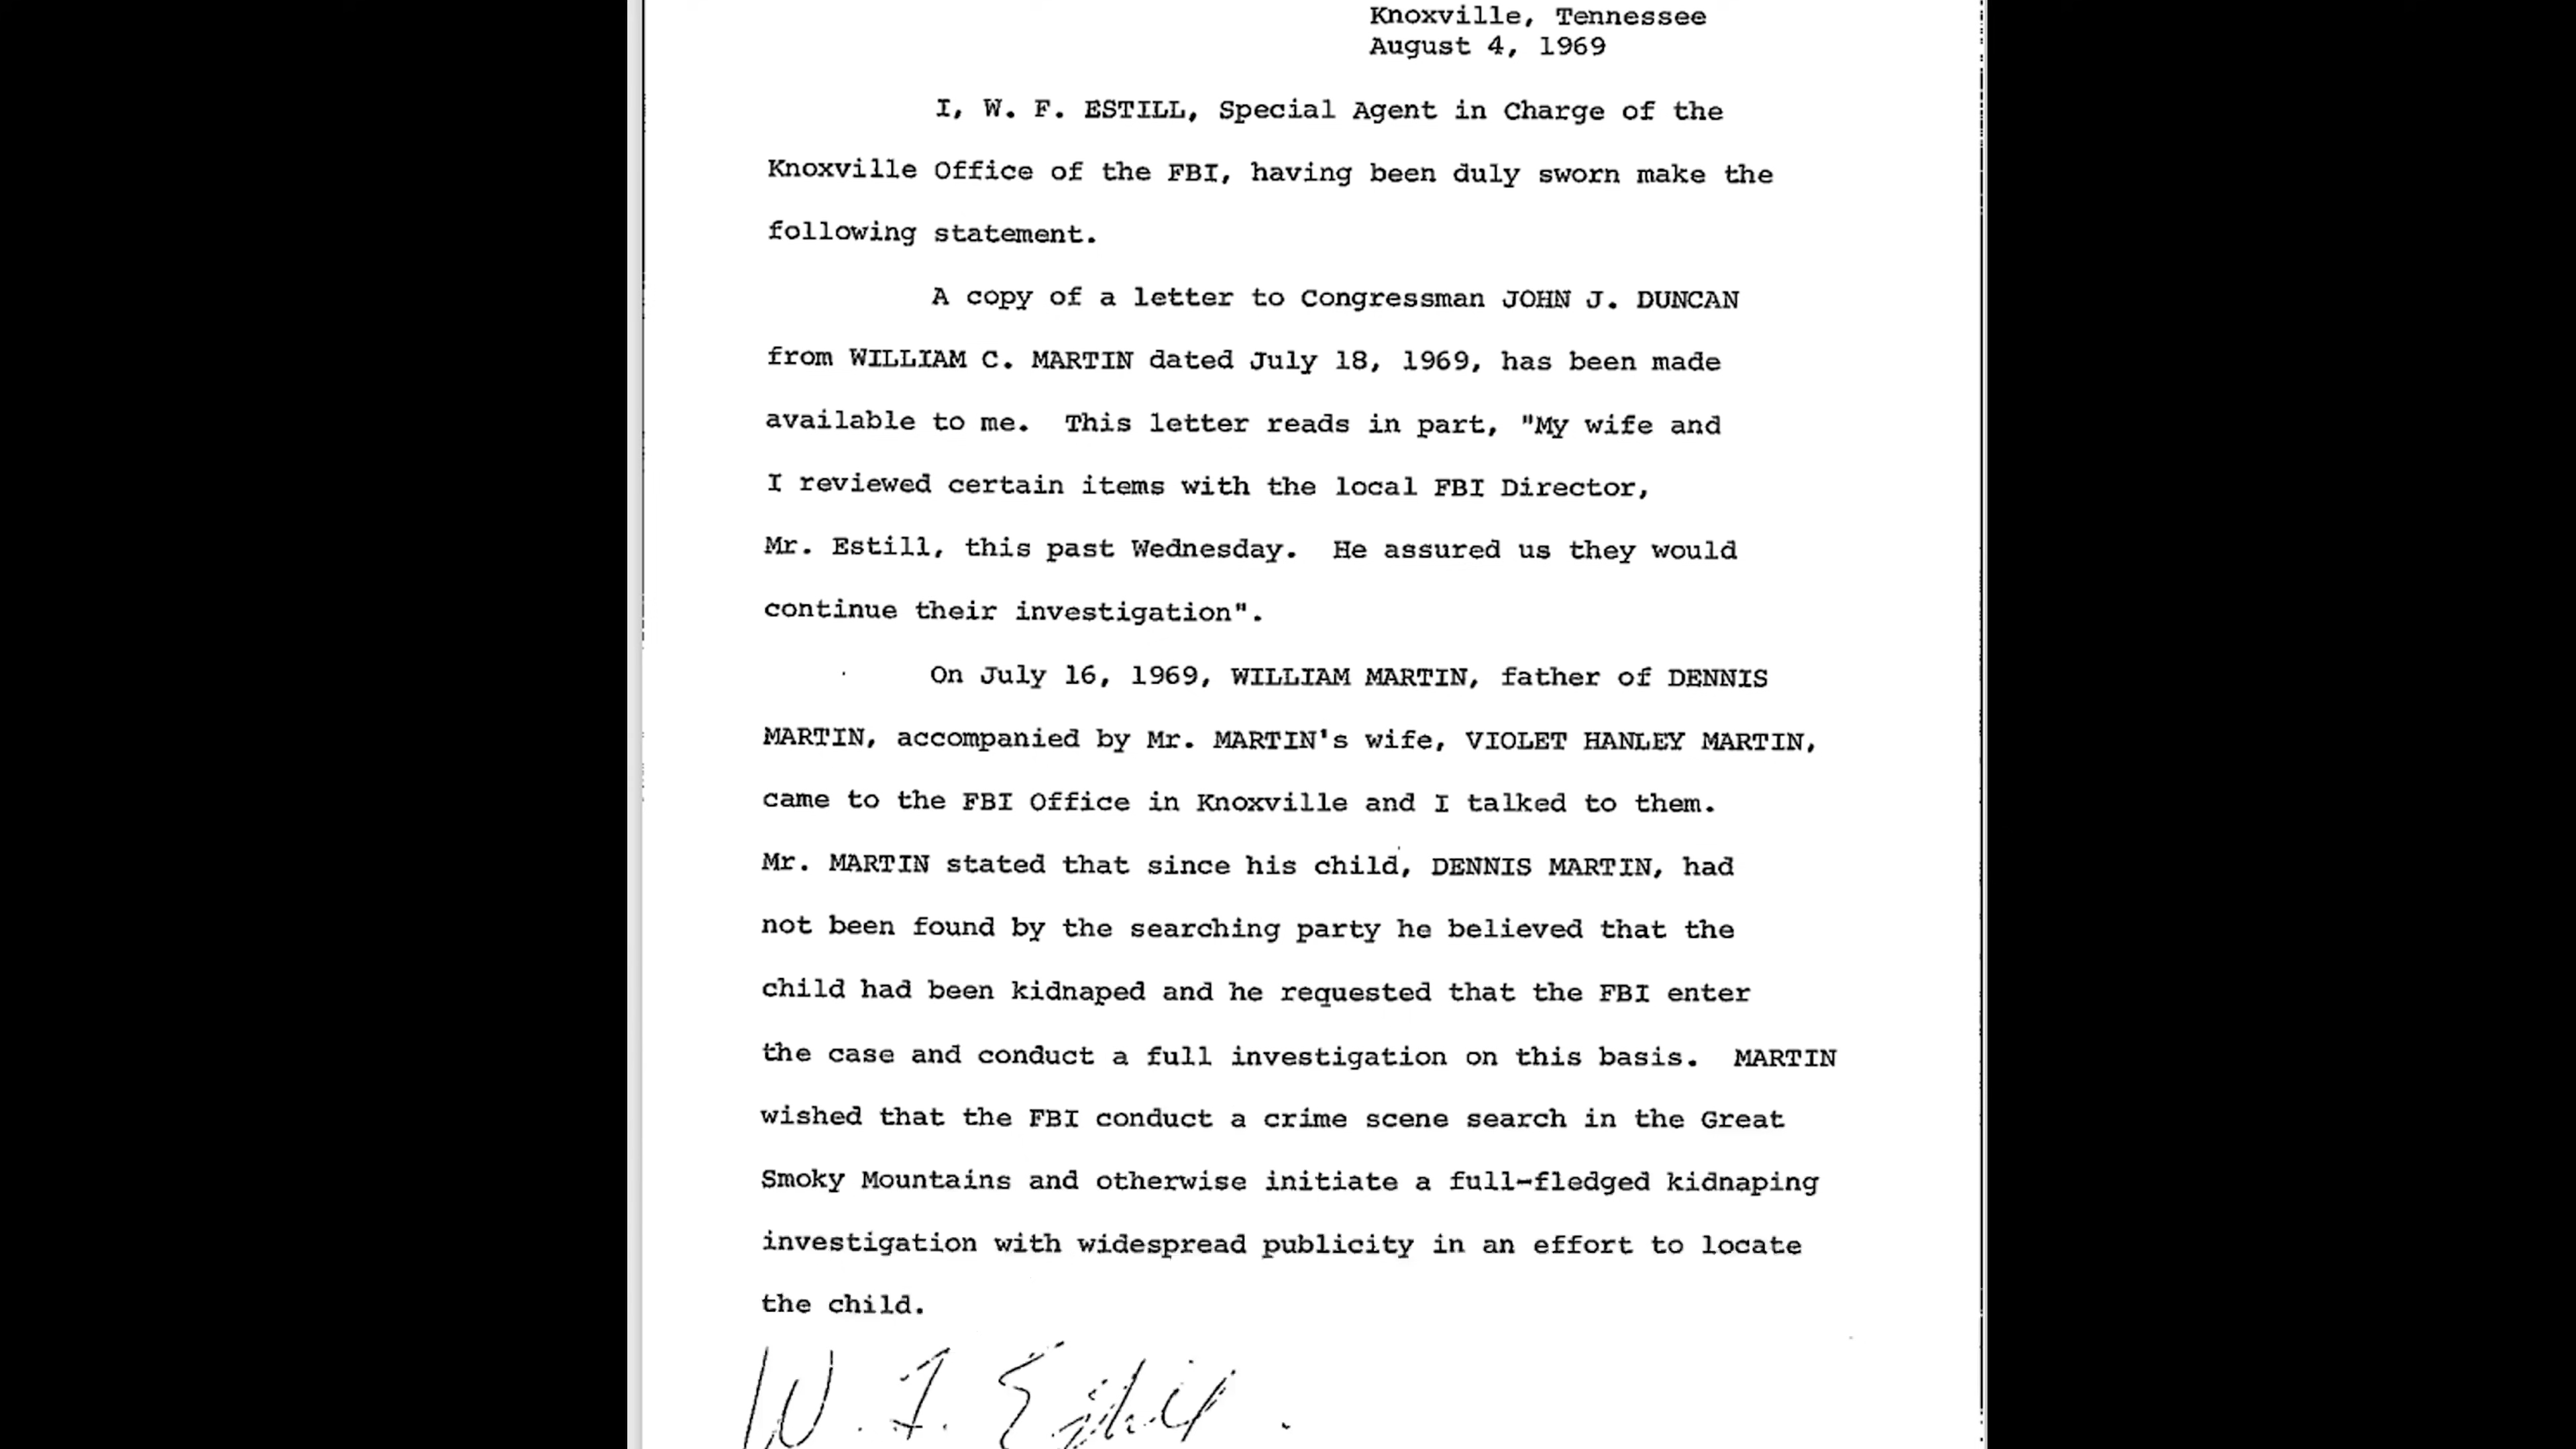 Knoxville, Tennessee
August 4, 1969
I, W. F. ESTILL, Special Agent in Charge of the
Knoxville Office of the FBI, having been duly sworn make the
following statement.
A copy of a letter to Congressman JOHN J. DUNCAN
from WILLIAM C. MARTIN dated July 18, 1969, has been made
available to me. This letter reads in part, "My wife and
I reviewed certain items with the local FBI Director,
Mr. Estill, this past Wednesday. He assured us they would
continue their investigation".
On July 16, 1969, WILLIAM MARTIN, father of DENNIS
MARTIN, accompanied by Mr. MARTIN's wife, VIOLET HANLEY MARTIN,
came to the FBI Office in Knoxville and I talked to them.
Mr. MARTIN stated that since his child, DENNIS MARTIN, had
not been found by the searching party he believed that the
child had been kidnaped and he requested that the FBI enter
the case and conduct a full investigation on this basis. MARTIN
wished that the FBI conduct a crime scene search in the Great
Smoky Mountains and otherwise initiate a full-fledged kidnaping
investigation with widespread publicity in an effort to locate
the child.
W. F. Estill